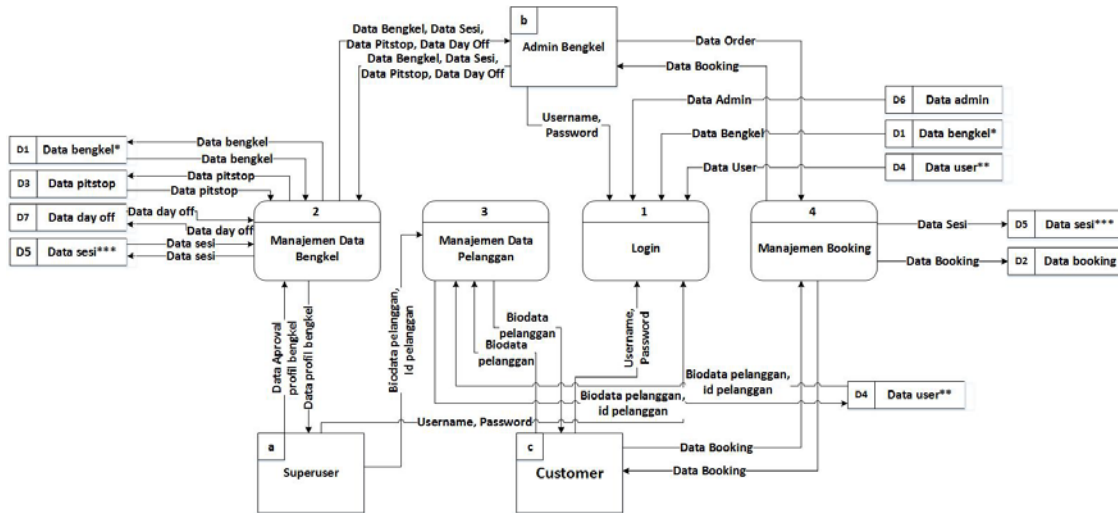 b
Admin Bengkel
Data Bengkel, Data Sesi,
Data Pitstop, Data Day Off
Data Bengkel, Data Sesi,
Data Pitstop, Data Day Off
Data Order
Data Booking
Username,
Password
Data Admin
D6 Data admin
Data Bengkel
D1 Data bengkel*
Data User
D4 Data user**
D1 Data bengkel*
Data bengkel
Data bengkel
D3 Data pitstop
Data pitstop
Data pitstop
D7 Data day off
Data day off
Data day off
D5 Data sesi***
Data sesi
Data sesi
2
Manajemen Data
Bengkel
3
Manajemen Data
Pelanggan
1
Login
4
Manajemen Booking
Data Sesi
D5 Data sesi***
Data Booking
D2 Data booking
Data Aproval
profil bengkel
Data profil bengkel
Biodata pelanggan,
Id pelanggan
Biodata
pelanggan
Biodata
pelanggan
Username,
Password
Biodata pelanggan,
id pelanggan
Biodata pelanggan,
id pelanggan
D4 Data user**
Username, Password
a
Superuser
c
Customer
Data Booking
Data Booking